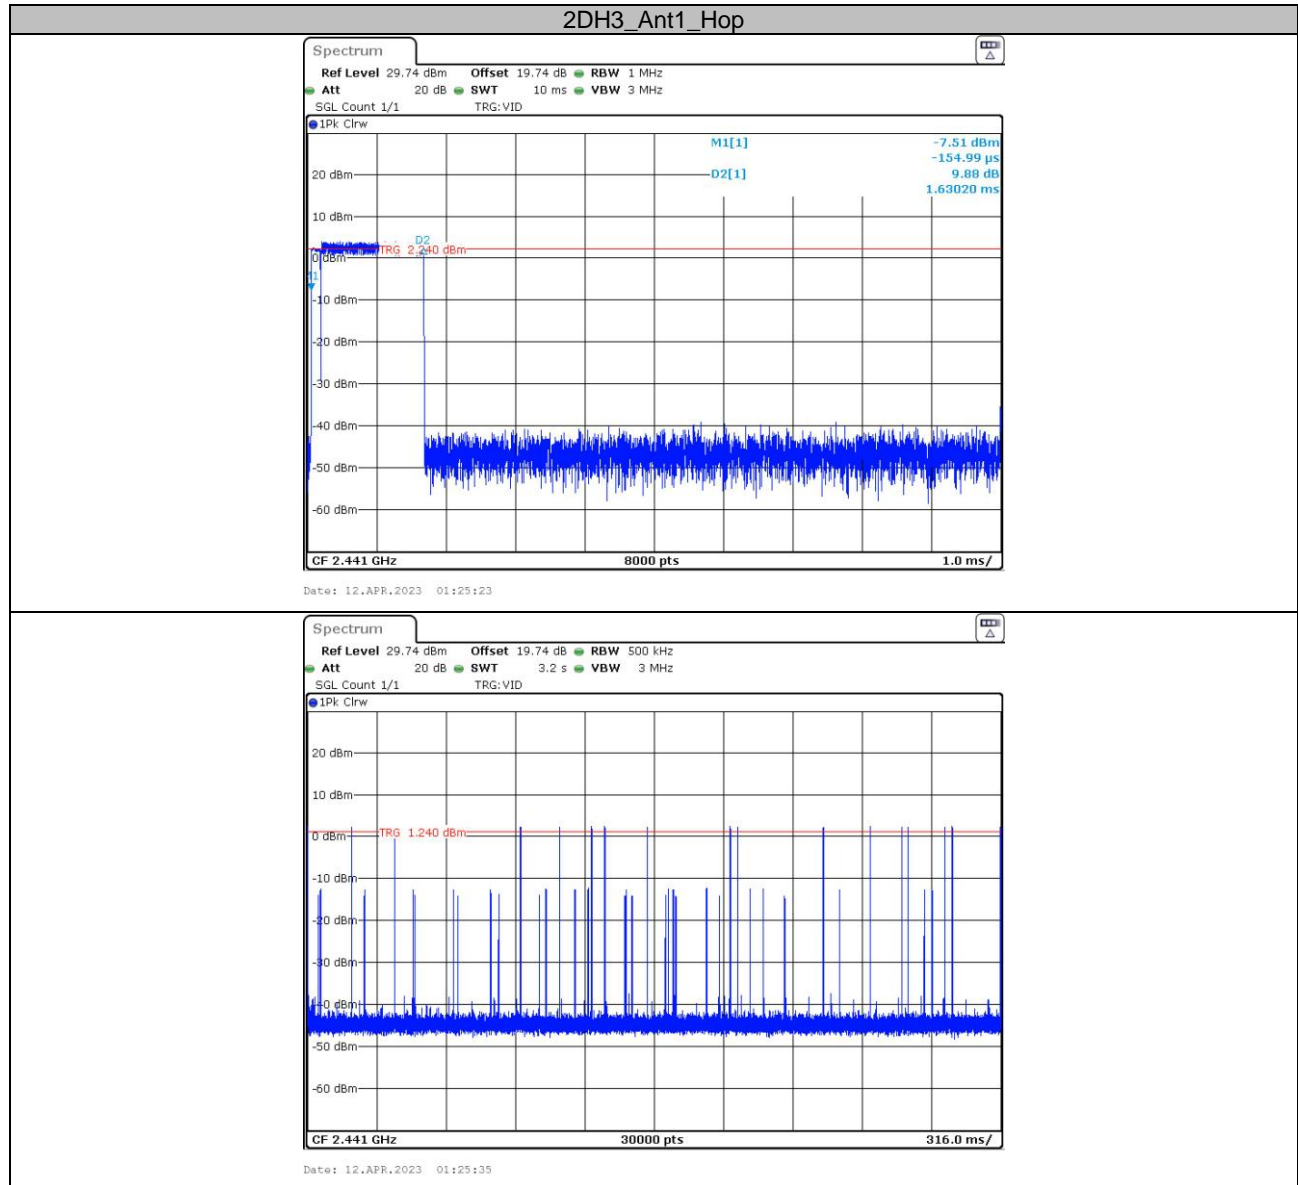 2DH3_Ant1_Hop
Spectrum
Ref Level 29.74 dBm Offset 19.74 dB RBW 1 MHz
Att 20 dB SWT 10 ms VBW 3 MHz
SGL Count 1/1 TRG:VID
1Pk Clrw
M1[1] -7.51 dBm
-154.99 µs
20 dBm D2[1] 9.88 dB
1.63020 ms
10 dBm
D2
TRG 2.240 dBm
0 dBm
-10 dBm
-20 dBm
-30 dBm
-40 dBm
-50 dBm
-60 dBm
CF 2.441 GHz 8000 pts 1.0 ms/
Date: 12.APR.2023 01:25:23
Spectrum
Ref Level 29.74 dBm Offset 19.74 dB RBW 500 kHz
Att 20 dB SWT 3.2 s VBW 3 MHz
SGL Count 1/1 TRG:VID
1Pk Clrw
20 dBm
10 dBm
0 dBm TRG 1.240 dBm
-10 dBm
-20 dBm
-30 dBm
-40 dBm
-50 dBm
-60 dBm
CF 2.441 GHz 30000 pts 316.0 ms/
Date: 12.APR.2023 01:25:35